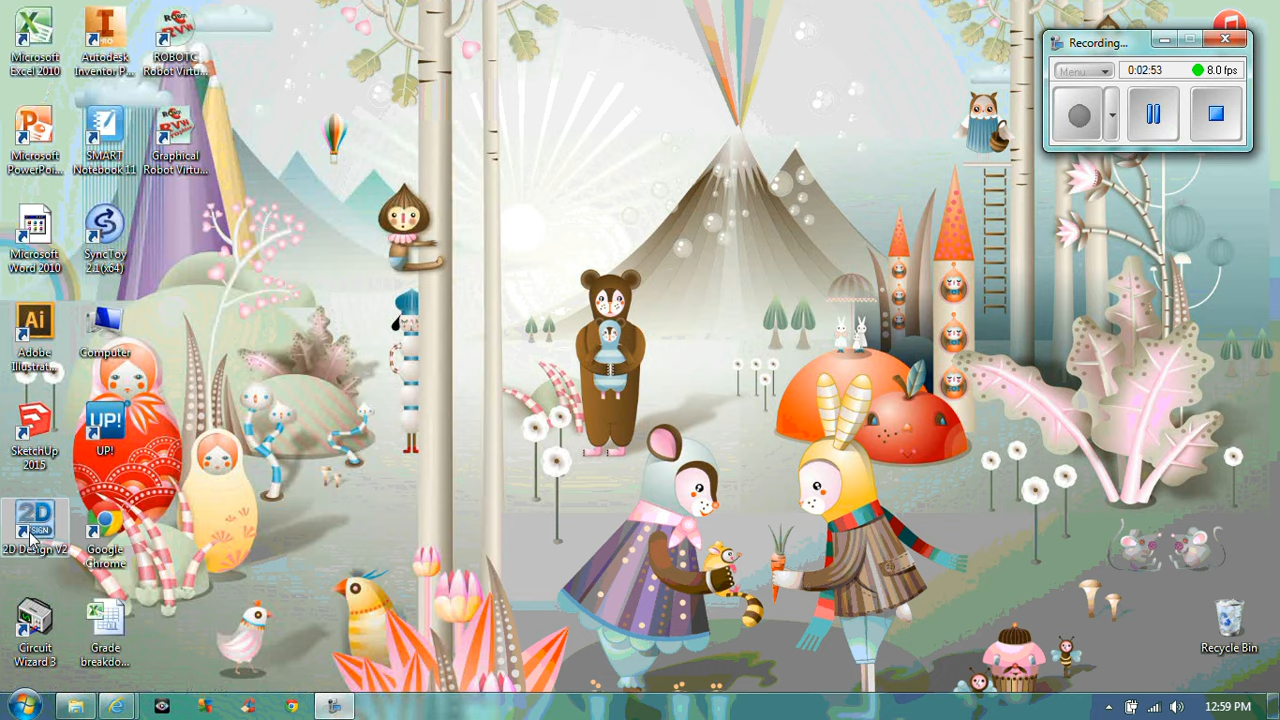 Microsoft
Excel 2010
Autodesk
Inventor P...
ROBOTC
Robot Virtu...
Microsoft
PowerPoi...
SMART
Notebook 11
Graphical
Robot Virtu...
Microsoft
Word 2010
SyncToy
2.1(x64)
Ai
Adobe
Illustrat...
Computer
SketchUp
2015
UP!
UP!
2D
SIGN
2D Design V2
Google
Chrome
Circuit
Wizard 3
Grade
breakdo...
Recording...
Menu
0:02:53
8.0 fps
Recycle Bin
12:59 PM